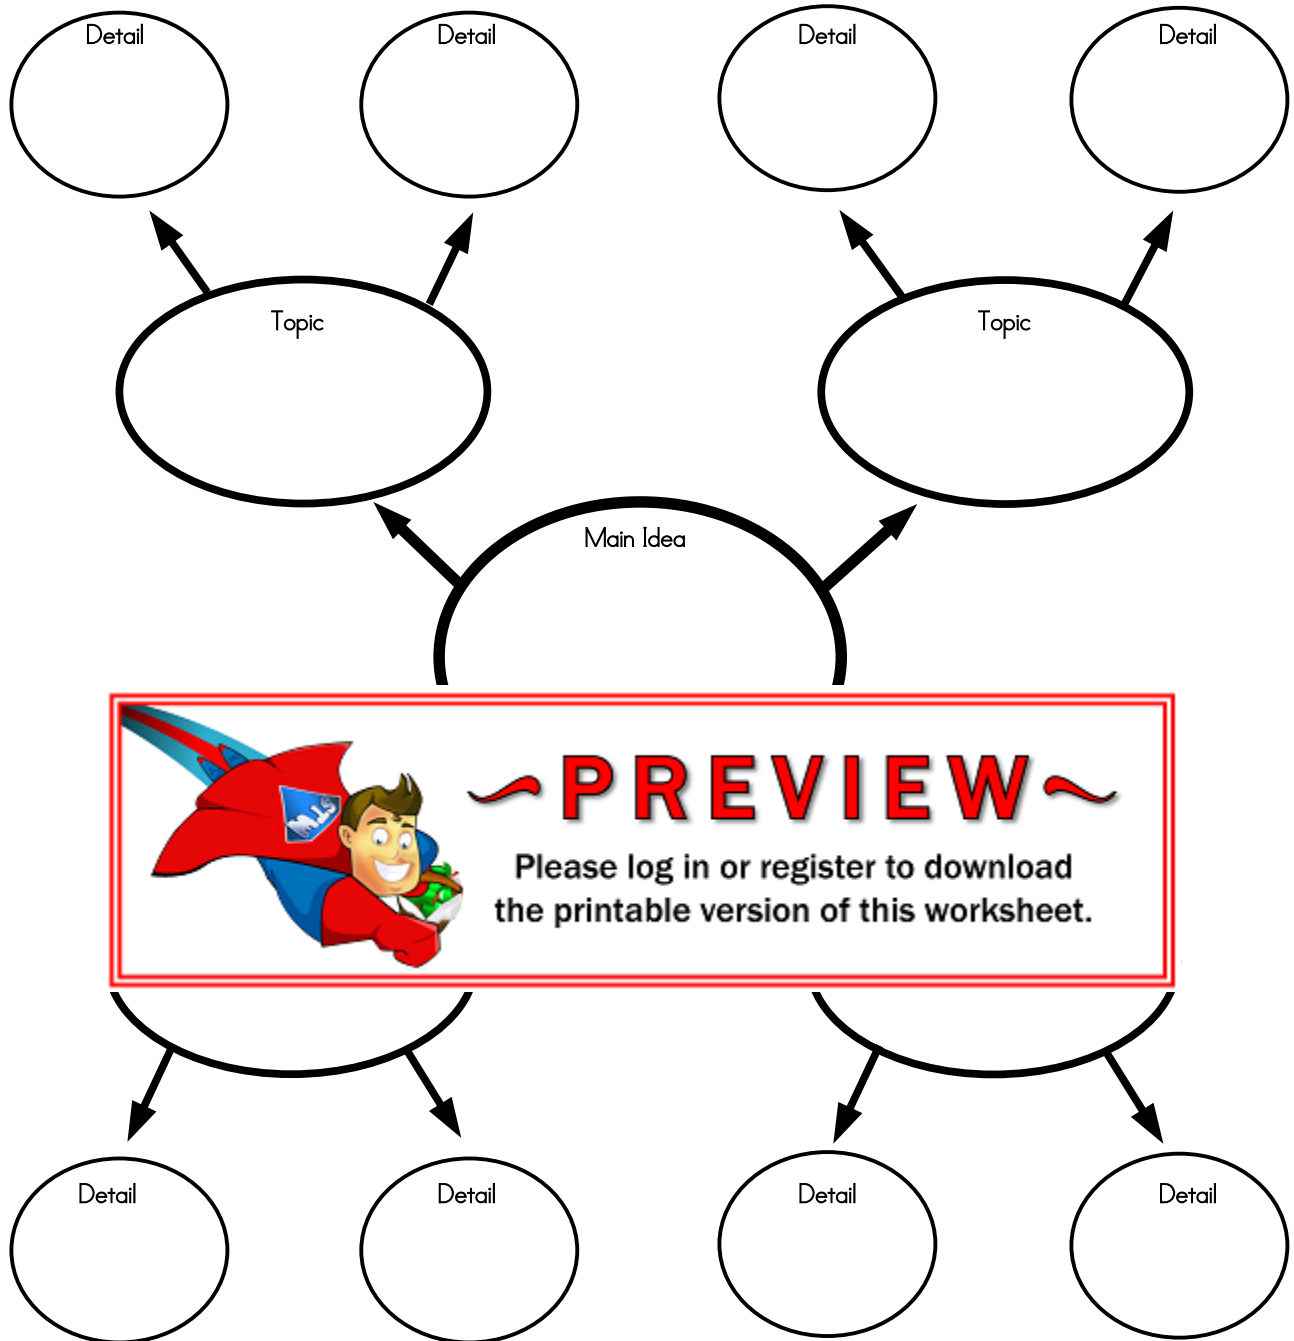 Detail Detail Detail Detail
Topic Topic
Main Idea
STW
~PREVIEW~
Please log in or register to download
the printable version of this worksheet.
Detail Detail Detail Detail